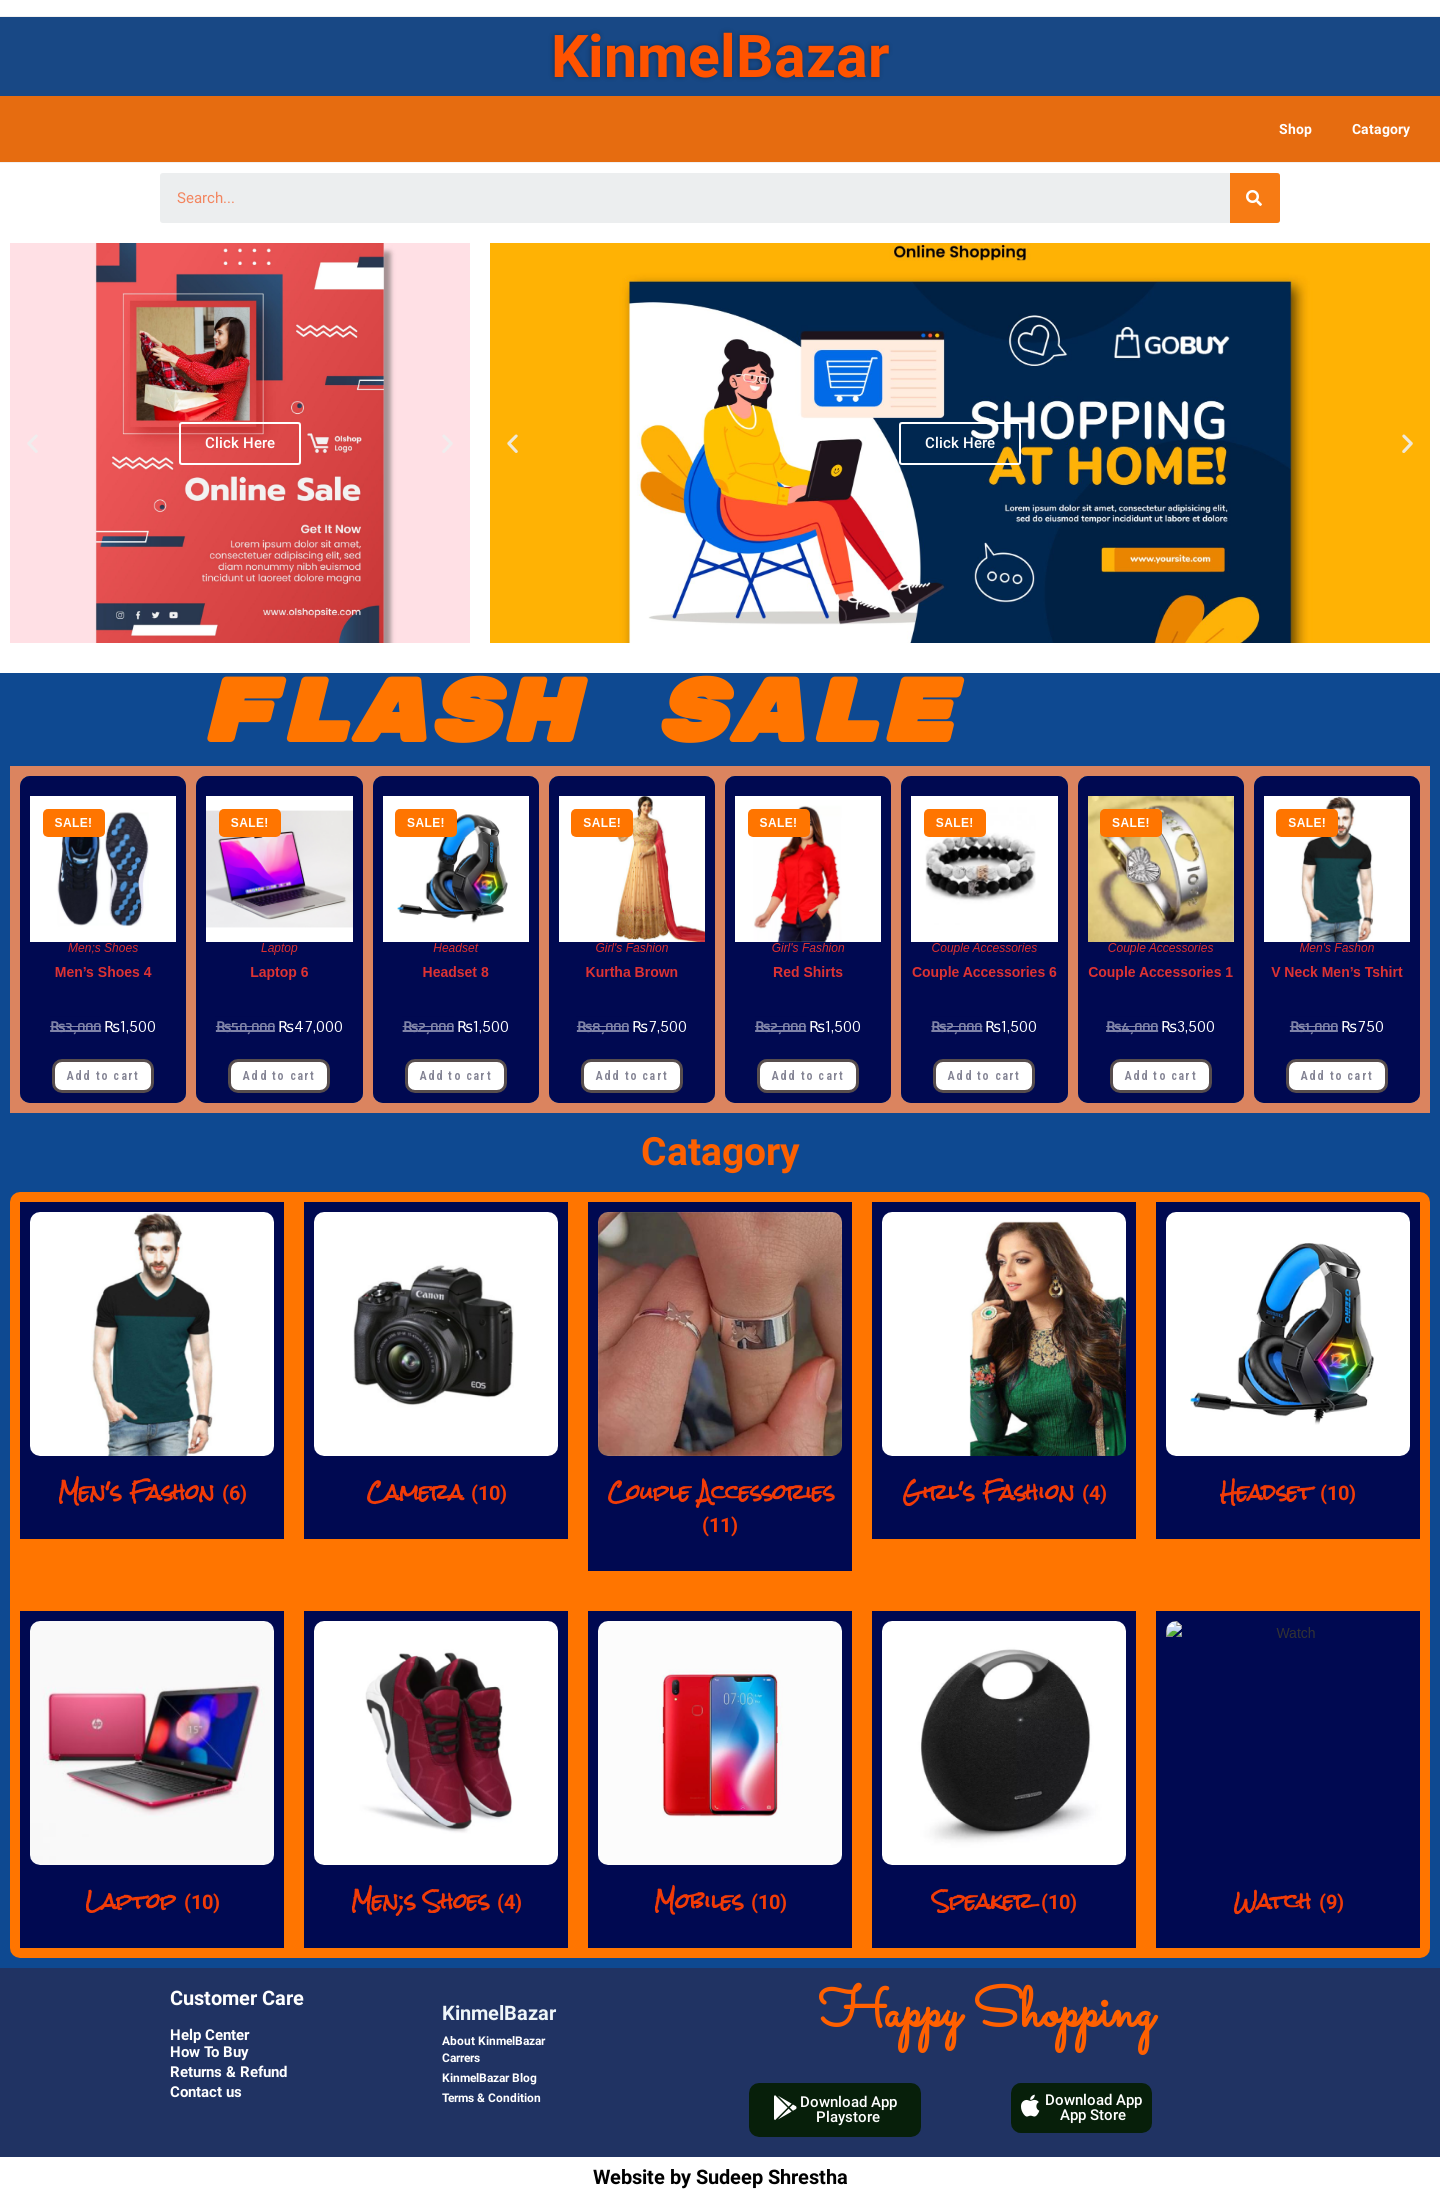 KinmelBazar
Shop Catagory
Search...
Olshop
Logo
Click Here
Online Sale
Get It Now
Lorem ipsum dolor sit amet,
consectetuer adipiscing elit, sed
diam nonummy nibh euismod
tincidunt ut laoreet dolore magna
www.olshopsite.com
Online Shopping
GOBUY
SHOPPING
Click Here
AT HOME!
Lorem ipsum dolor sit amet, consectetur adipisicing elit,
sed do eiusmod tempor incididunt ut labore et dolore
www.yoursite.com
FLASH SALE
SALE! SALE! SALE! SALE! SALE! SALE! SALE! SALE!
Men;s Shoes Laptop Headset Girl's Fashion Girl's Fashion Couple Accessories Couple Accessories Men's Fashon
Men’s Shoes 4 Laptop 6 Headset 8 Kurtha Brown Red Shirts Couple Accessories 6 Couple Accessories 1 V Neck Men’s Tshirt
₨3,000 ₨1,500 ₨50,000 ₨47,000 ₨2,000 ₨1,500 ₨8,000 ₨7,500 ₨2,000 ₨1,500 ₨2,000 ₨1,500 ₨4,000 ₨3,500 ₨1,000 ₨750
Add to cart Add to cart Add to cart Add to cart Add to cart Add to cart Add to cart Add to cart
Catagory
Canon
EOS
Men's Fashon (6) Camera (10) Couple Accessories Girl's Fashion (4) Headset (10)
(11)
07:06
Watch
Laptop (10) Men;s Shoes (4) Mobiles (10) Speaker (10) Watch (9)
Customer Care
Help Center
How To Buy
Returns & Refund
Contact us
KinmelBazar
About KinmelBazar
Carrers
KinmelBazar Blog
Terms & Condition
Happy Shopping
Download App
Playstore
Download App
App Store
Website by Sudeep Shrestha